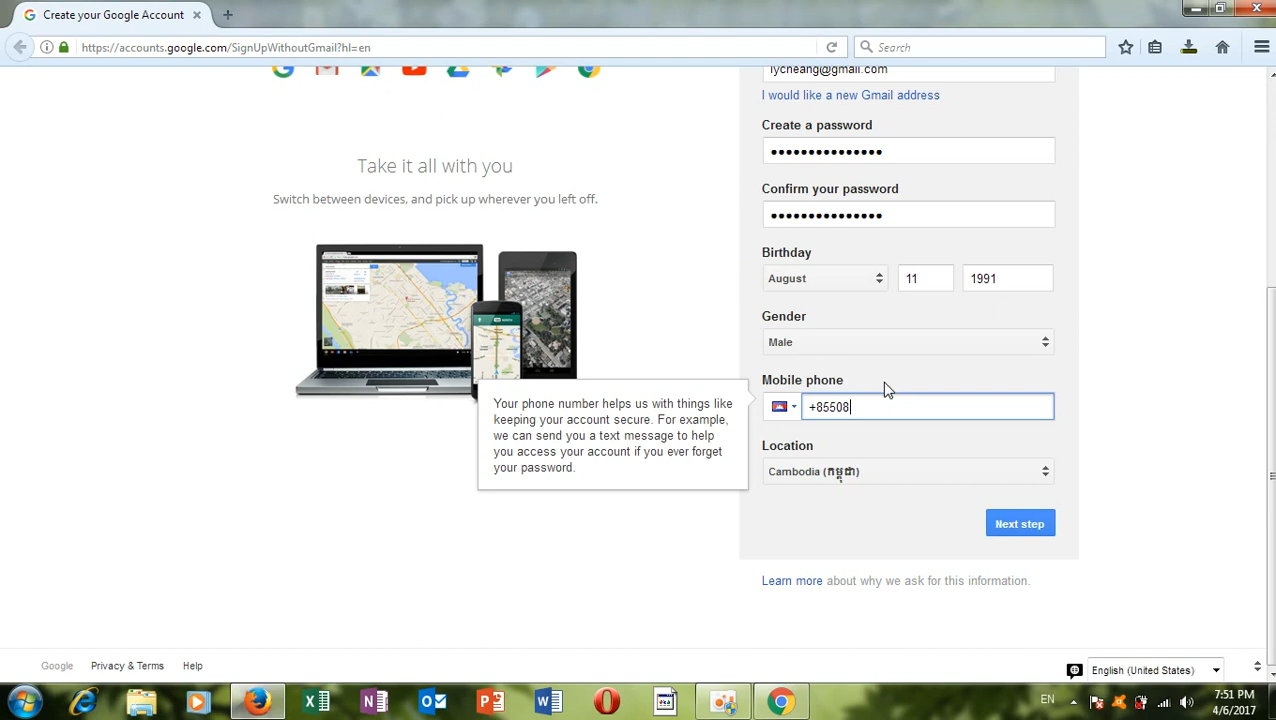 Create your Google Account
https://accounts.google.com/SignUpWithoutGmail?hl=en
Search
lycheang@gmail.com
I would like a new Gmail address
Create a password
•••••••••••••••
Confirm your password
•••••••••••••••
Take it all with you
Switch between devices, and pick up wherever you left off.
Birthday
August 11 1991
Gender
Male
Mobile phone
+85508
Your phone number helps us with things like
keeping your account secure. For example,
we can send you a text message to help
you access your account if you ever forget
your password.
Location
Cambodia (កម្ពុជា)
Next step
Learn more about why we ask for this information.
Google Privacy & Terms Help
English (United States)
EN
7:51 PM
4/6/2017